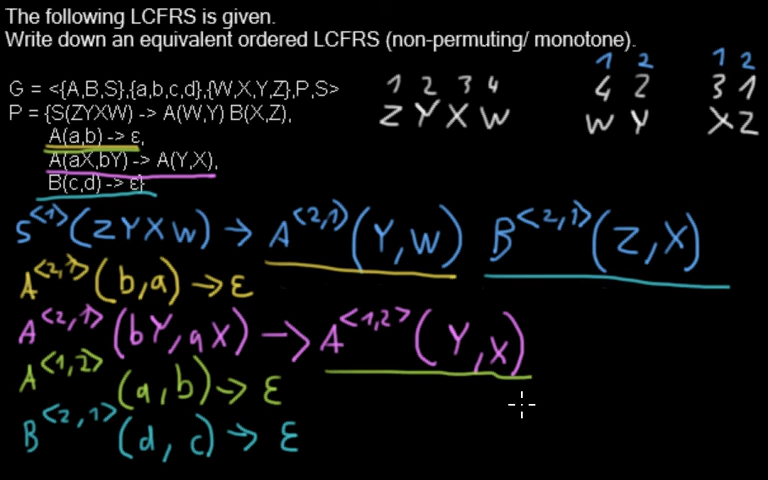 The following LCFRS is given.
Write down an equivalent ordered LCFRS (non-permuting/ monotone).
G = <{A,B,S},{a,b,c,d},{W,X,Y,Z},P,S>
P = {S(ZYXW) -> A(W,Y) B(X,Z),
A(a,b) -> ε,
A(aX,bY) -> A(Y,X),
B(c,d) -> ε}
1 2 1 2
1 2 3 4 4 2 3 1
Z Y X W W Y X Z
S<1>(ZYXW) → A<2,1>(Y,W) B<2,1>(Z,X)
A<2,1>(b,a) → ε
A<2,1>(bY,aX) → A<1,2>(Y,X)
A<1,2>(a,b) → ε
B<2,1>(d,c) → ε